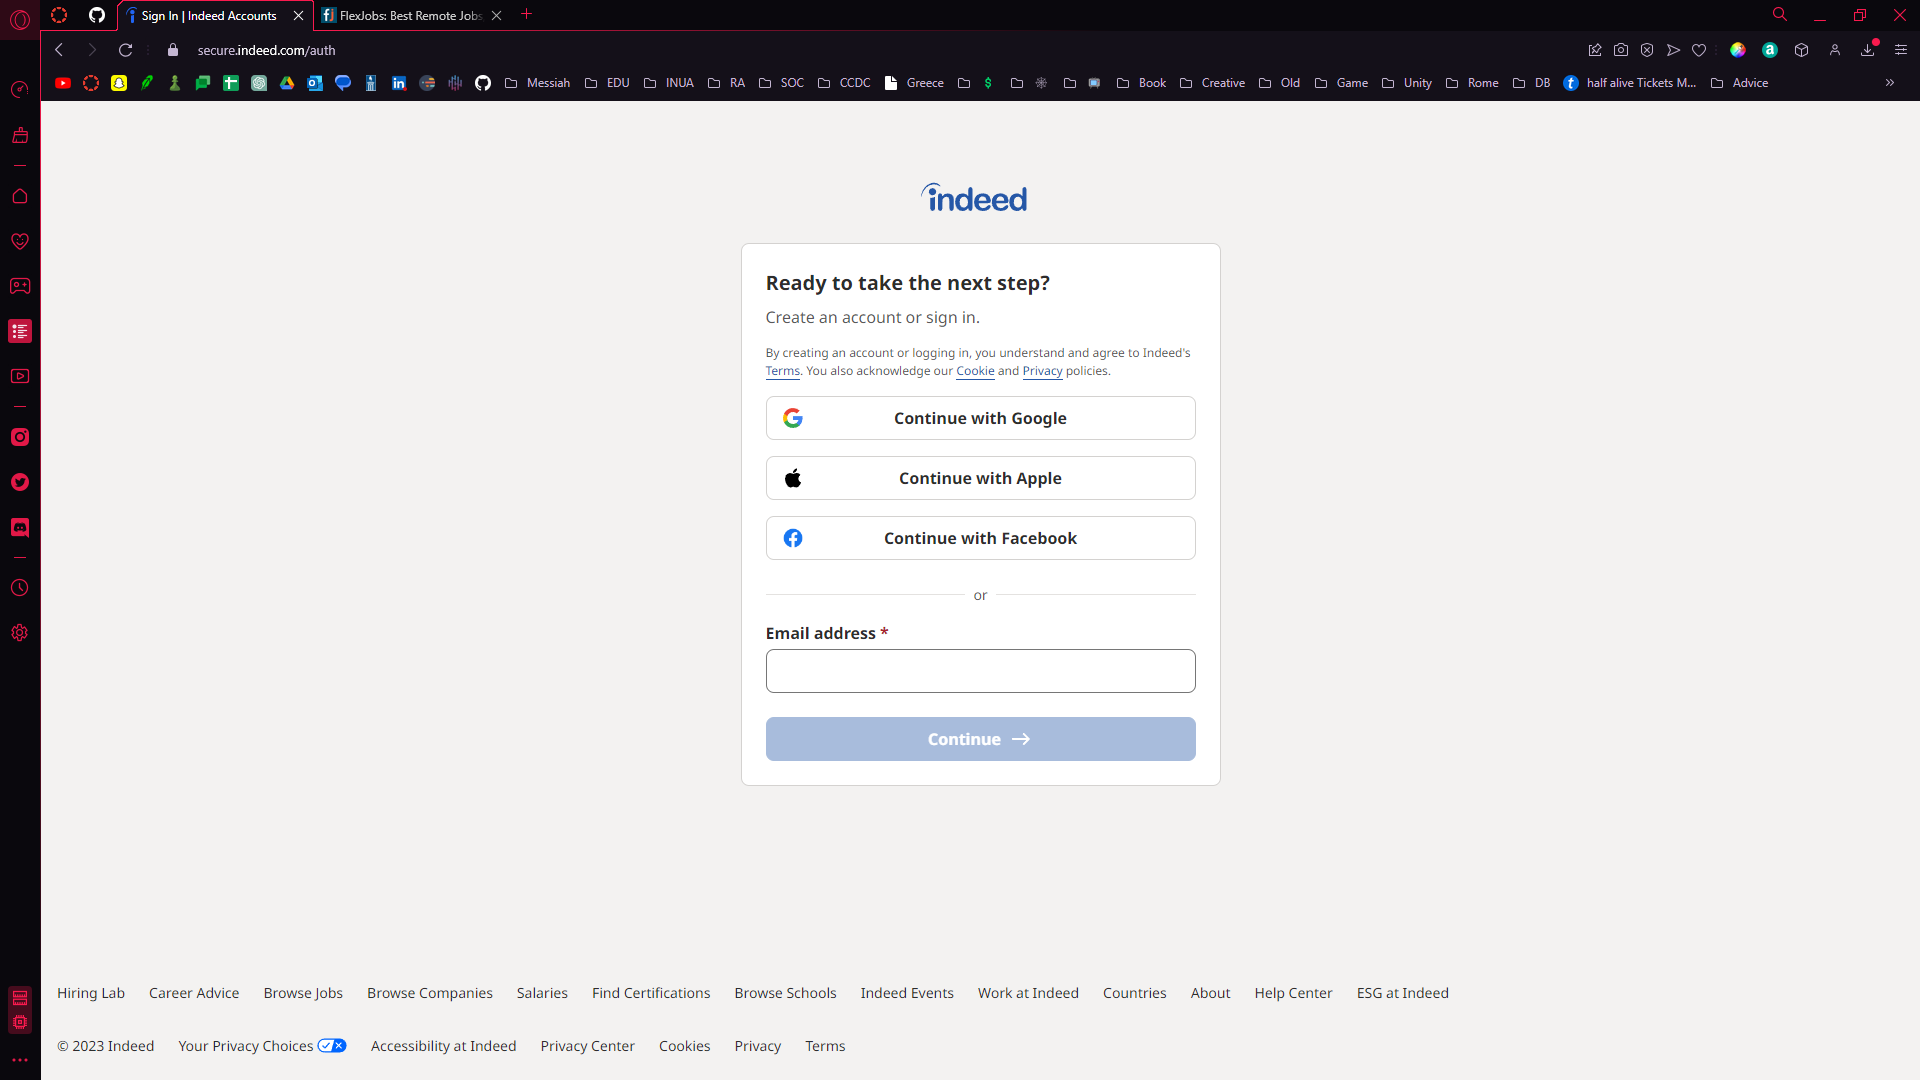 Sign In | Indeed Accounts
FlexJobs: Best Remote Jobs,
secure.indeed.com/auth
Messiah EDU INUA RA SOC CCDC Greece $ Book Creative Old Game Unity Rome DB half alive Tickets M... Advice
indeed
Ready to take the next step?
Create an account or sign in.
By creating an account or logging in, you understand and agree to Indeed's
Terms. You also acknowledge our Cookie and Privacy policies.
Continue with Google
Continue with Apple
Continue with Facebook
or
Email address *
Continue
Hiring Lab Career Advice Browse Jobs Browse Companies Salaries Find Certifications Browse Schools Indeed Events Work at Indeed Countries About Help Center ESG at Indeed
© 2023 Indeed Your Privacy Choices Accessibility at Indeed Privacy Center Cookies Privacy Terms